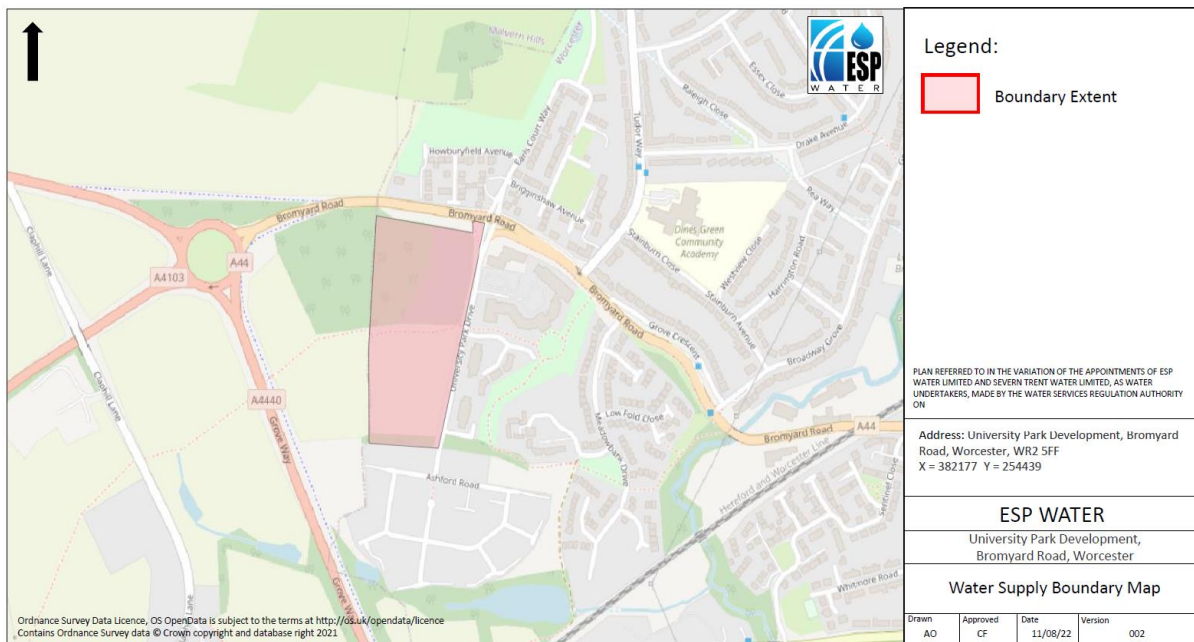 Malvern Hills
Worcester
ESP
WATER
Essex Close
Raleigh Close
Drake Avenue
Tudor Way
Earls Court Way
Howburyfield Avenue
Brigginshaw Avenue
Rea Way
Dines Green
Community
Academy
Stainburn Close
Westview Close
Harrington Road
Stainburn Avenue
Broadway Grove
Bromyard Road
Bromyard Road
Bromyard Road
Grove Crescent
Bromyard Road
A44
A44
A4103
A4440
Claphill Lane
Claphill Lane
Grove Way
Grove Way
University Park Drive
Low Fold Close
Meadowbank Drive
Ashford Road
Hereford and Worcester Line
Sentinel Close
Whitmore Road
Ordnance Survey Data Licence, OS OpenData is subject to the terms at http://os.uk/opendata/licence
Contains Ordnance Survey data © Crown copyright and database right 2021
Legend:
Boundary Extent
PLAN REFERRED TO IN THE VARIATION OF THE APPOINTMENTS OF ESP
WATER LIMITED AND SEVERN TRENT WATER LIMITED, AS WATER
UNDERTAKERS, MADE BY THE WATER SERVICES REGULATION AUTHORITY
ON
Address: University Park Development, Bromyard
Road, Worcester, WR2 5FF
X = 382177 Y = 254439
ESP WATER
University Park Development,
Bromyard Road, Worcester
Water Supply Boundary Map
Drawn Approved Date Version
AO CF 11/08/22 002